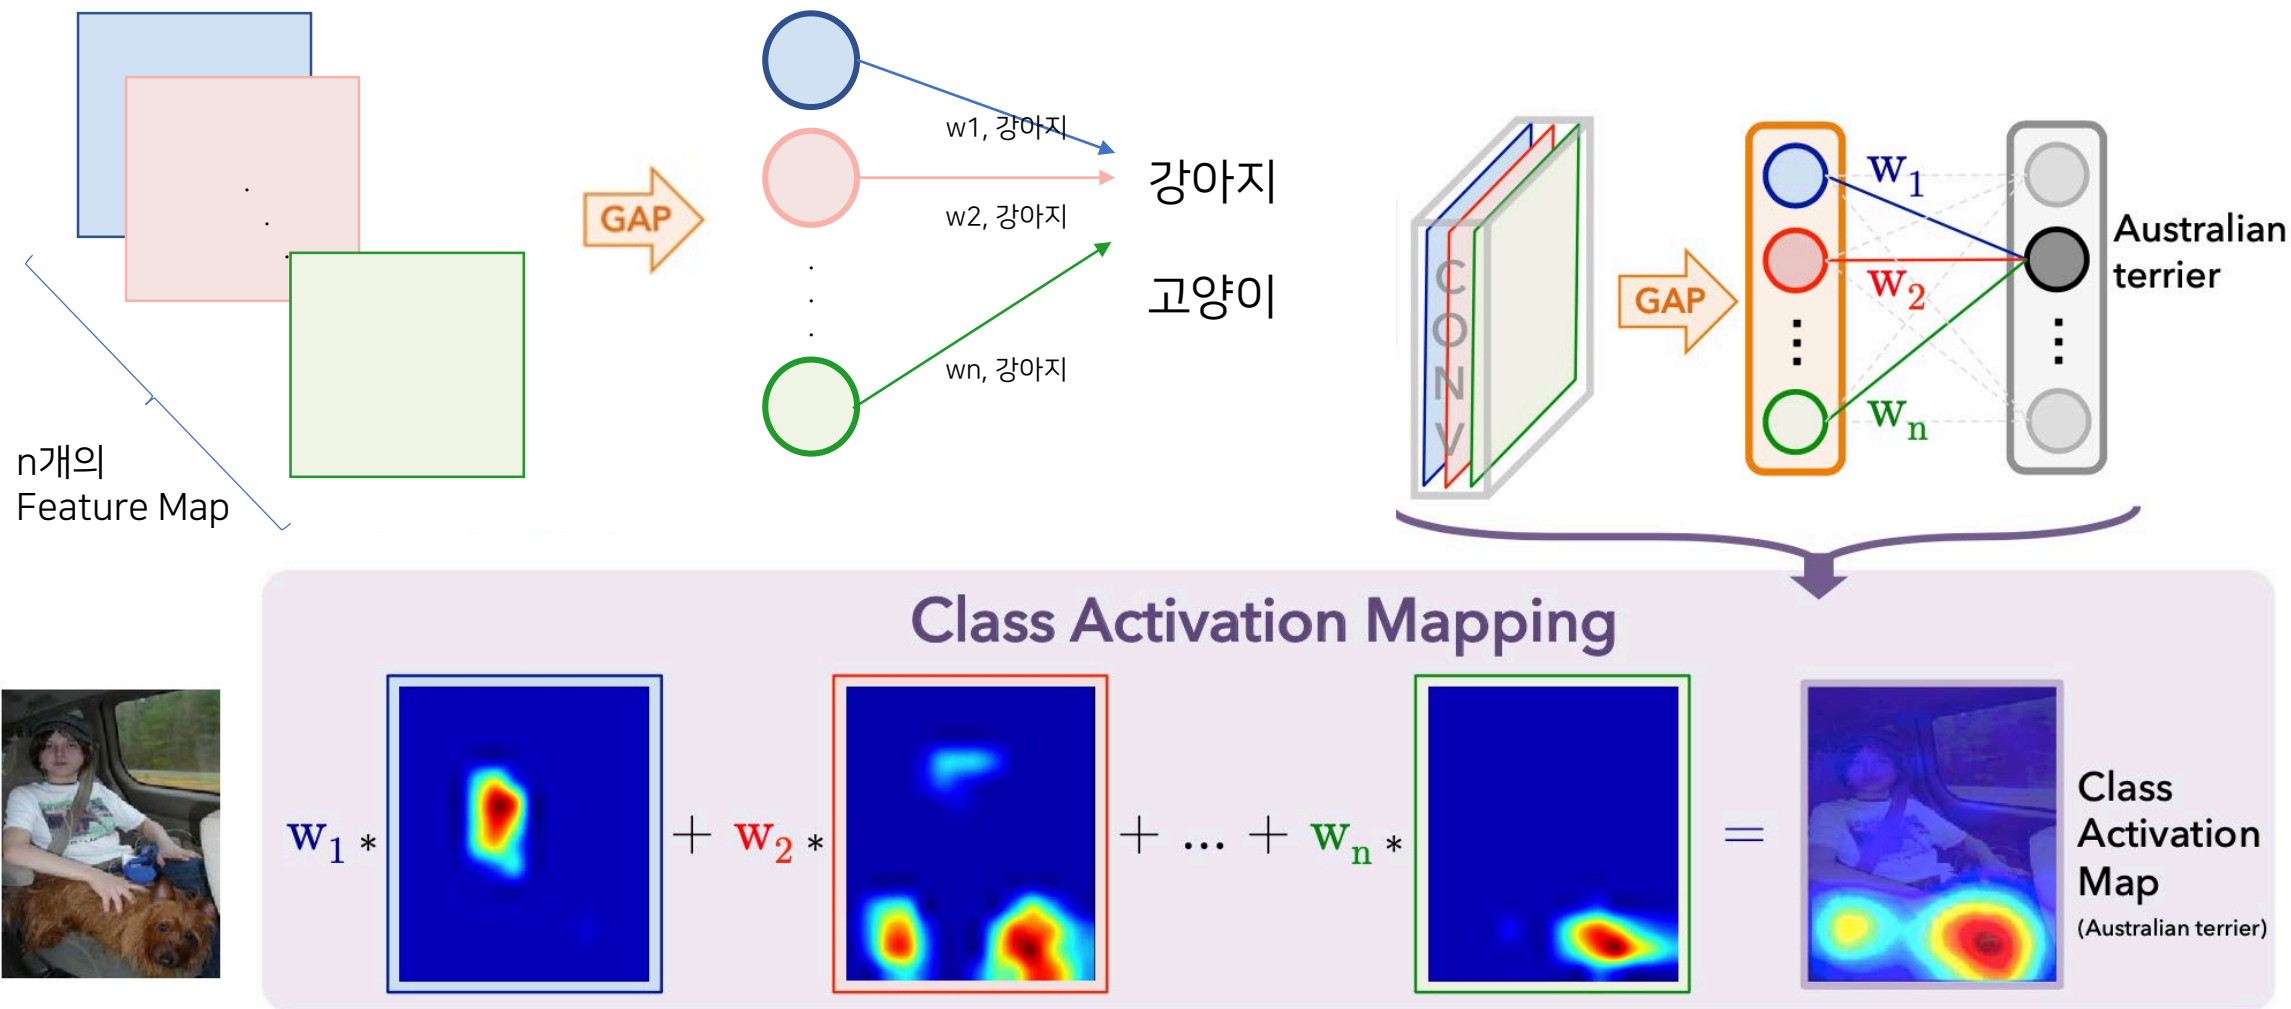 n개의
Feature Map
GAP
w1, 강아지
w2, 강아지
wn, 강아지
강아지
고양이
C
O
N
V
GAP
w1
w2
wn
Australian
terrier
Class Activation Mapping
w1 * + w2 * + ... + wn * =
Class
Activation
Map
(Australian terrier)